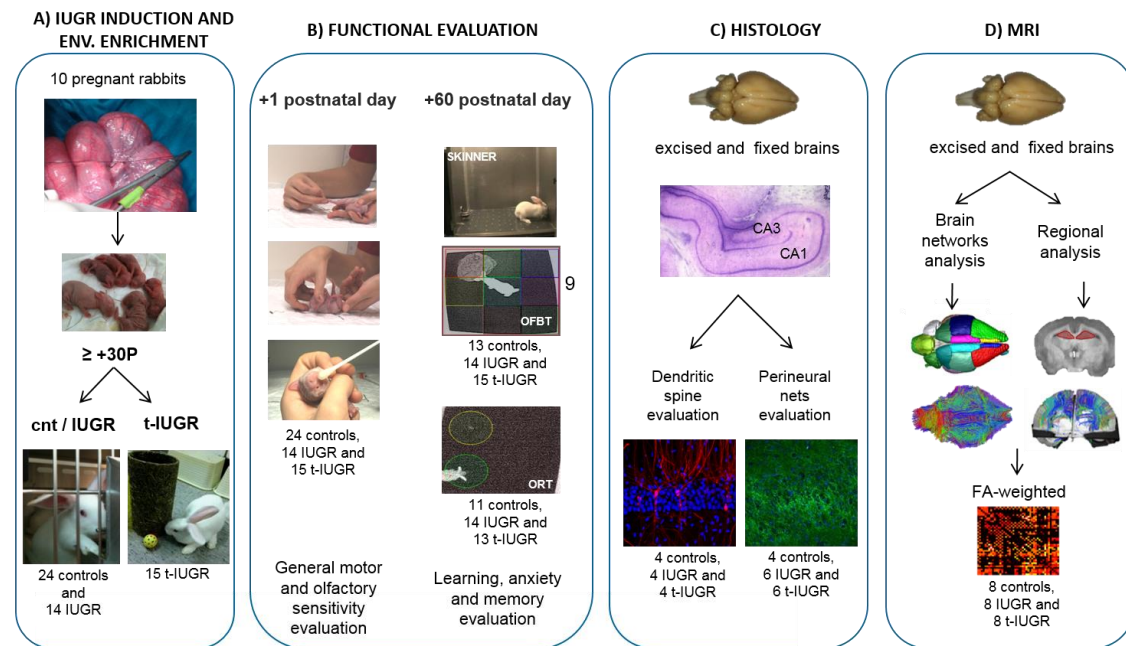 A) IUGR INDUCTION AND
ENV. ENRICHMENT
10 pregnant rabbits
≥ +30P
cnt / IUGR
t-IUGR
24 controls
and
14 IUGR
15 t-IUGR
B) FUNCTIONAL EVALUATION
+1 postnatal day
24 controls,
14 IUGR and
15 t-IUGR
General motor
and olfactory
sensitivity
evaluation
+60 postnatal day
SKINNER
9
OFBT
13 controls,
14 IUGR and
15 t-IUGR
ORT
11 controls,
14 IUGR and
13 t-IUGR
Learning, anxiety
and memory
evaluation
C) HISTOLOGY
excised and fixed brains
CA3
CA1
Dendritic
spine
evaluation
4 controls,
4 IUGR and
4 t-IUGR
Perineural
nets
evaluation
4 controls,
6 IUGR and
6 t-IUGR
D) MRI
excised and fixed brains
Brain
networks
analysis
Regional
analysis
FA-weighted
8 controls,
8 IUGR and
8 t-IUGR